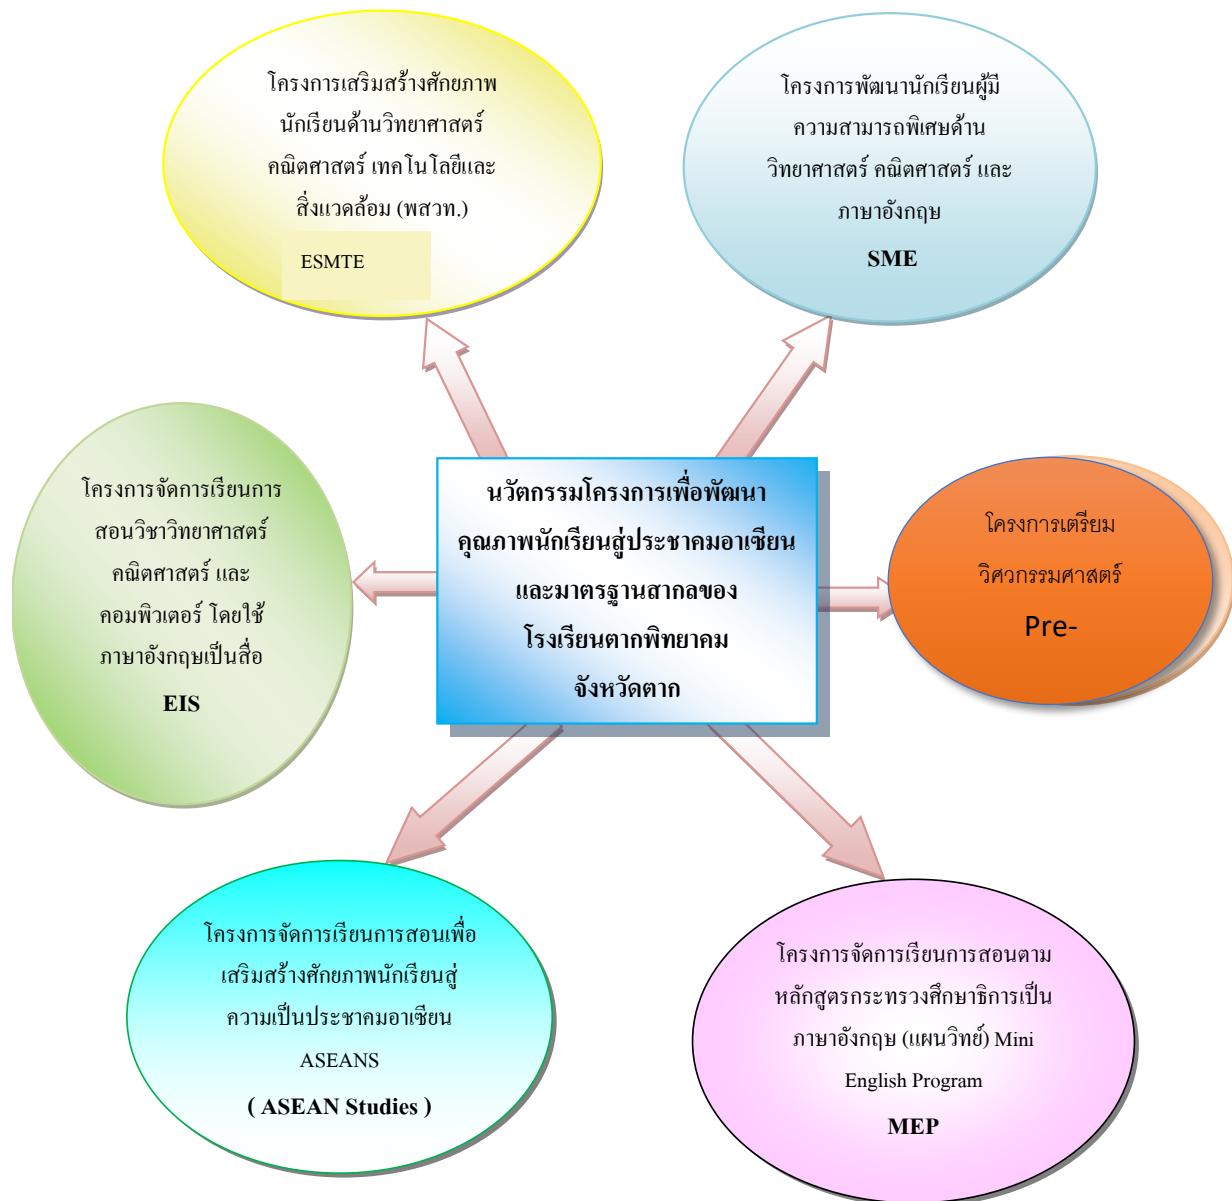 โครงการเสริมสร้างศักยภาพ
นักเรียนด้านวิทยาศาสตร์
คณิตศาสตร์ เทคโนโลยีและ
สิ่งแวดล้อม (พสวท.)
ESMTE
โครงการพัฒนานักเรียนผู้มี
ความสามารถพิเศษด้าน
วิทยาศาสตร์ คณิตศาสตร์ และ
ภาษาอังกฤษ
SME
โครงการจัดการเรียนการ
สอนวิชาวิทยาศาสตร์
คณิตศาสตร์ และ
คอมพิวเตอร์ โดยใช้
ภาษาอังกฤษเป็นสื่อ
EIS
นวัตกรรมโครงการเพื่อพัฒนา
คุณภาพนักเรียนสู่ประชาคมอาเซียน
และมาตรฐานสากลของ
โรงเรียนตากพิทยาคม
จังหวัดตาก
โครงการเตรียม
วิศวกรรมศาสตร์
Pre-
โครงการจัดการเรียนการสอนเพื่อ
เสริมสร้างศักยภาพนักเรียนสู่
ความเป็นประชาคมอาเซียน
ASEANS
( ASEAN Studies )
โครงการจัดการเรียนการสอนตาม
หลักสูตรกระทรวงศึกษาธิการเป็น
ภาษาอังกฤษ (แผนวิทย์) Mini
English Program
MEP